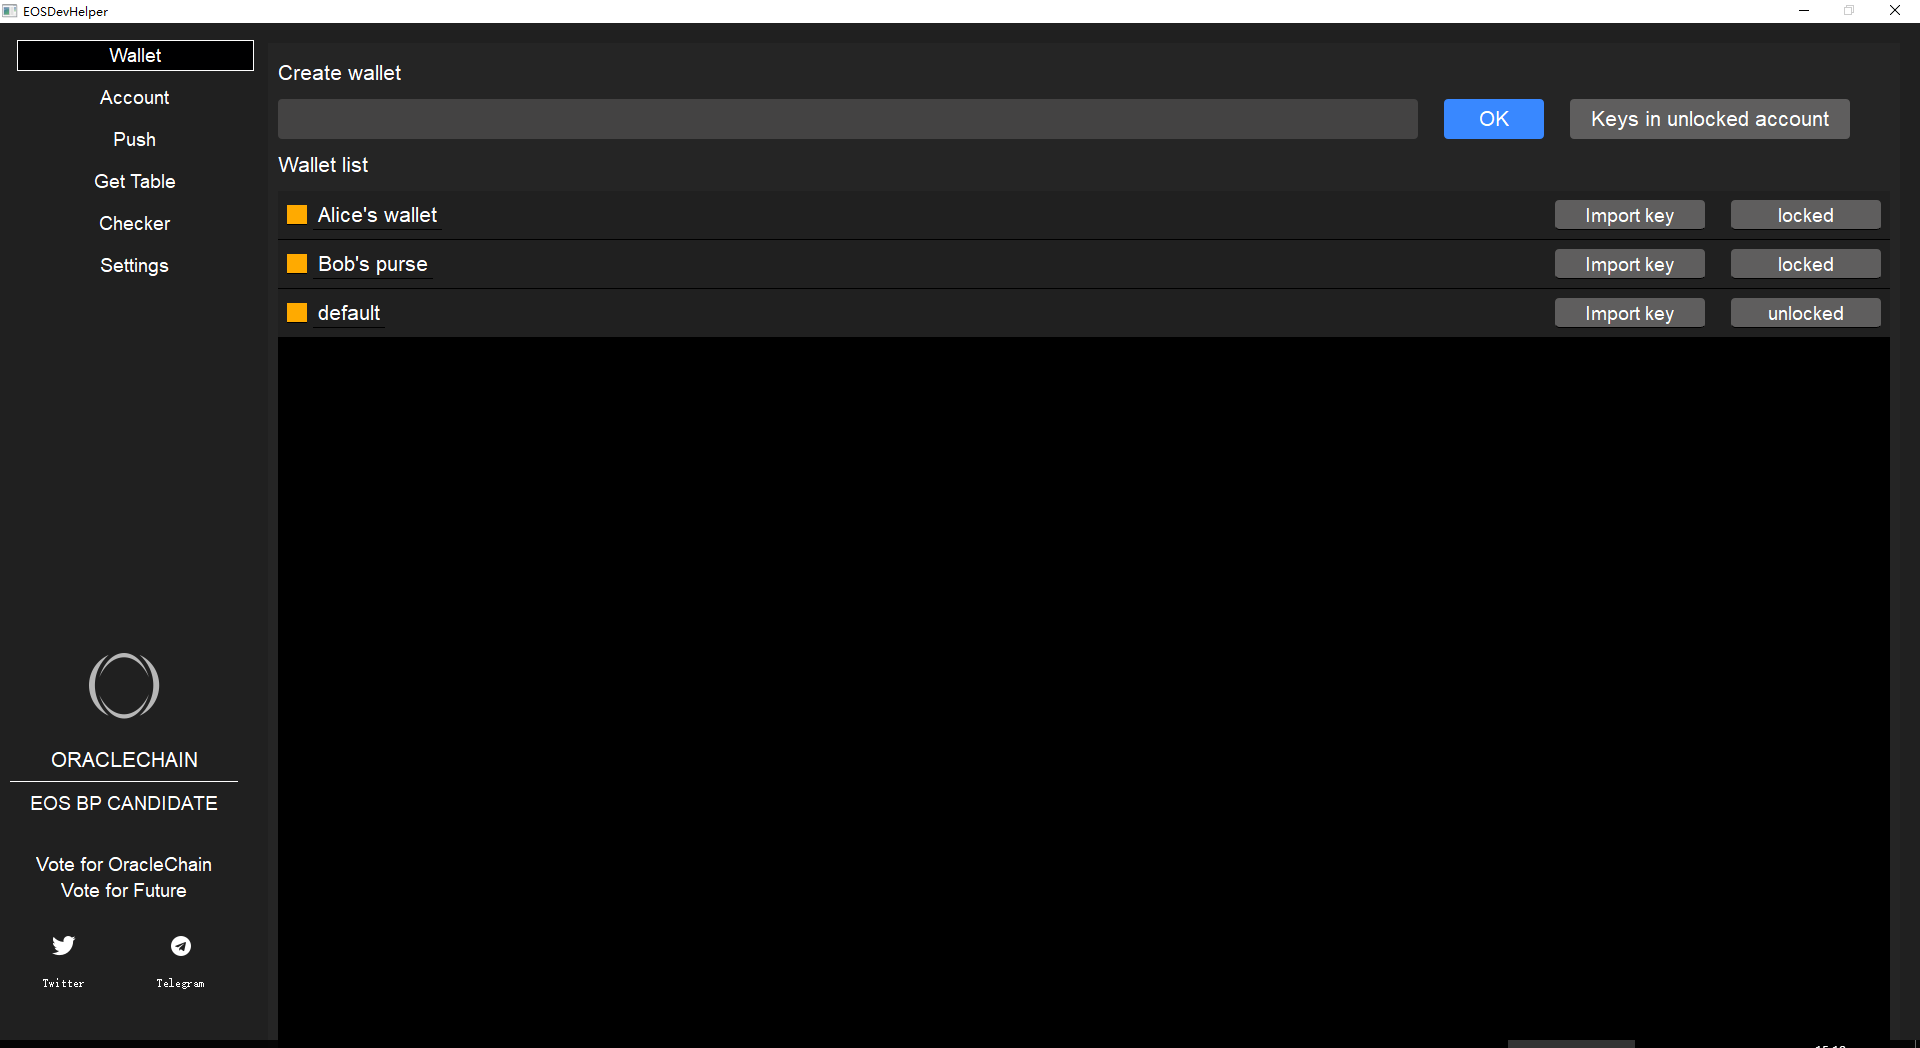 EOSDevHelper
Wallet
Account
Push
Get Table
Checker
Settings
Create wallet
OK
Keys in unlocked account
Wallet list
Alice's wallet
Import key
locked
Bob's purse
Import key
locked
default
Import key
unlocked
ORACLECHAIN
EOS BP CANDIDATE
Vote for OracleChain
Vote for Future
Twitter
Telegram